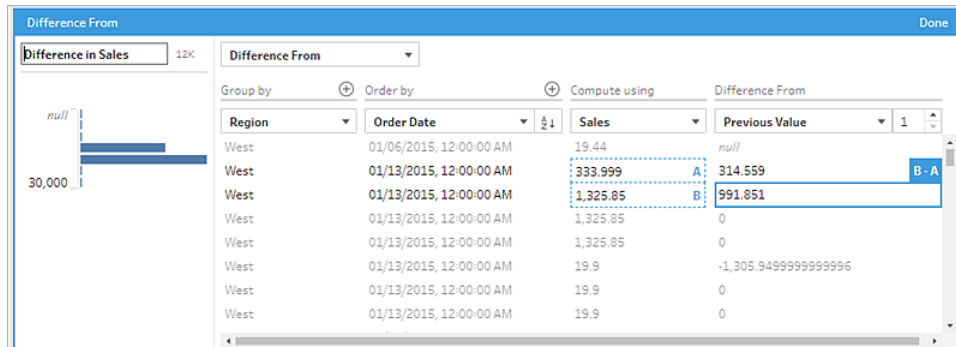 Difference From Done
Difference in Sales 12K Difference From
Group by Order by Compute using Difference From
Region Order Date Sales Previous Value 1
null
30,000
West 01/06/2015, 12:00:00 AM 19.44 null
West 01/13/2015, 12:00:00 AM 333.999 A 314.559 B - A
West 01/13/2015, 12:00:00 AM 1,325.85 B 991.851
West 01/13/2015, 12:00:00 AM 1,325.85 0
West 01/13/2015, 12:00:00 AM 1,325.85 0
West 01/13/2015, 12:00:00 AM 19.9 -1,305.9499999999996
West 01/13/2015, 12:00:00 AM 19.9 0
West 01/13/2015, 12:00:00 AM 19.9 0